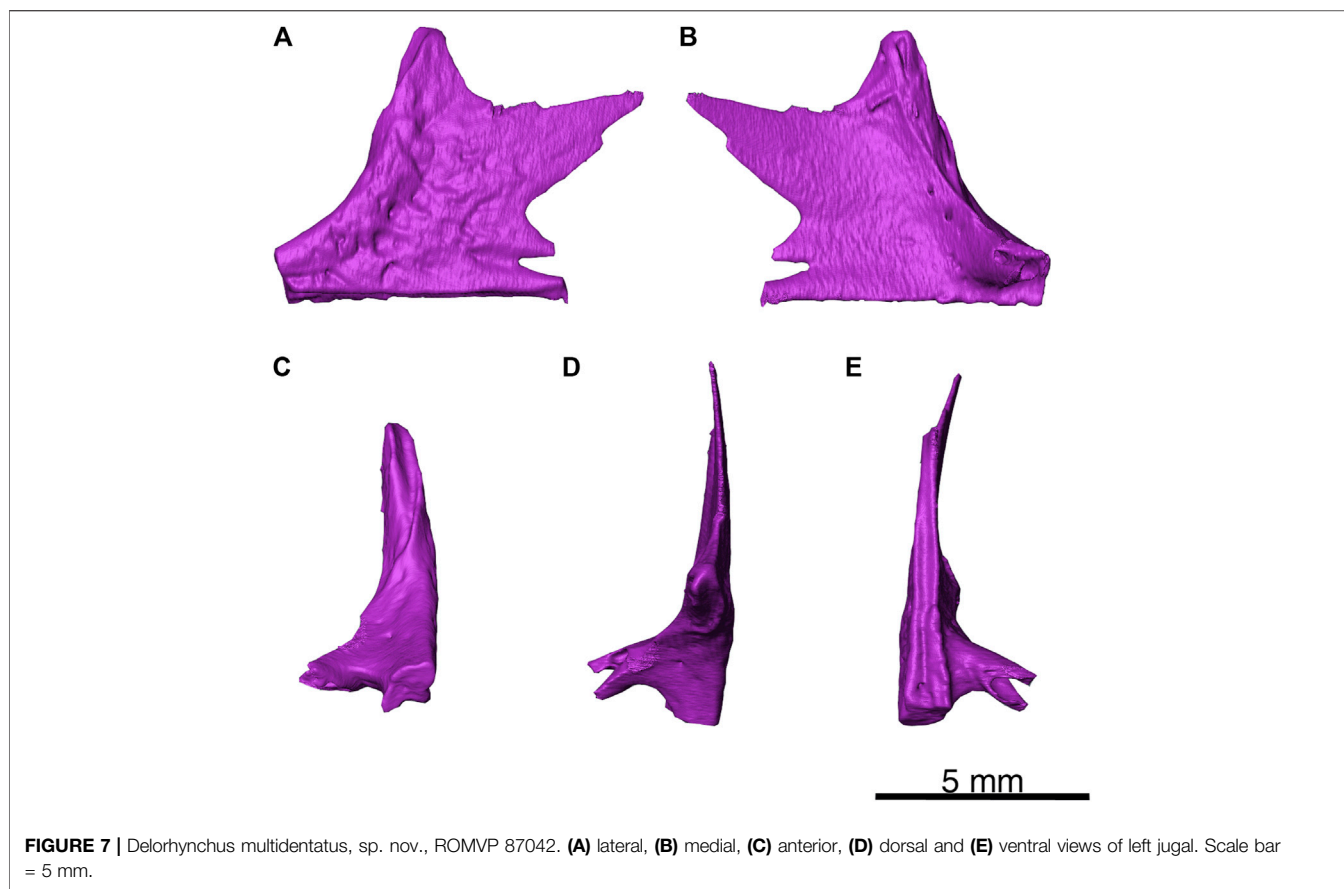 A
B
C
D
E
5 mm
FIGURE 7 | Delorhynchus multidentatus, sp. nov., ROMVP 87042. (A) lateral, (B) medial, (C) anterior, (D) dorsal and (E) ventral views of left jugal. Scale bar
= 5 mm.